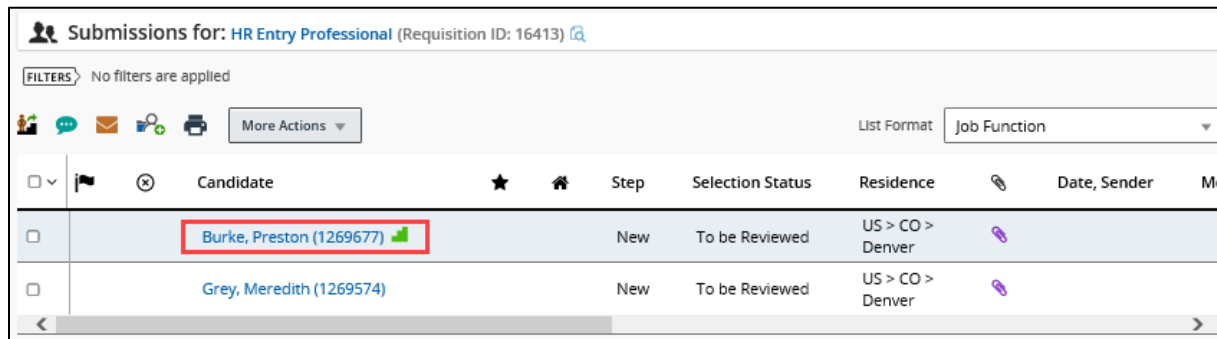 Submissions for: HR Entry Professional (Requisition ID: 16413)
FILTERS No filters are applied
More Actions List Format Job Function
Candidate Step Selection Status Residence Date, Sender
Burke, Preston (1269677) New To be Reviewed US > CO > Denver
Grey, Meredith (1269574) New To be Reviewed US > CO > Denver